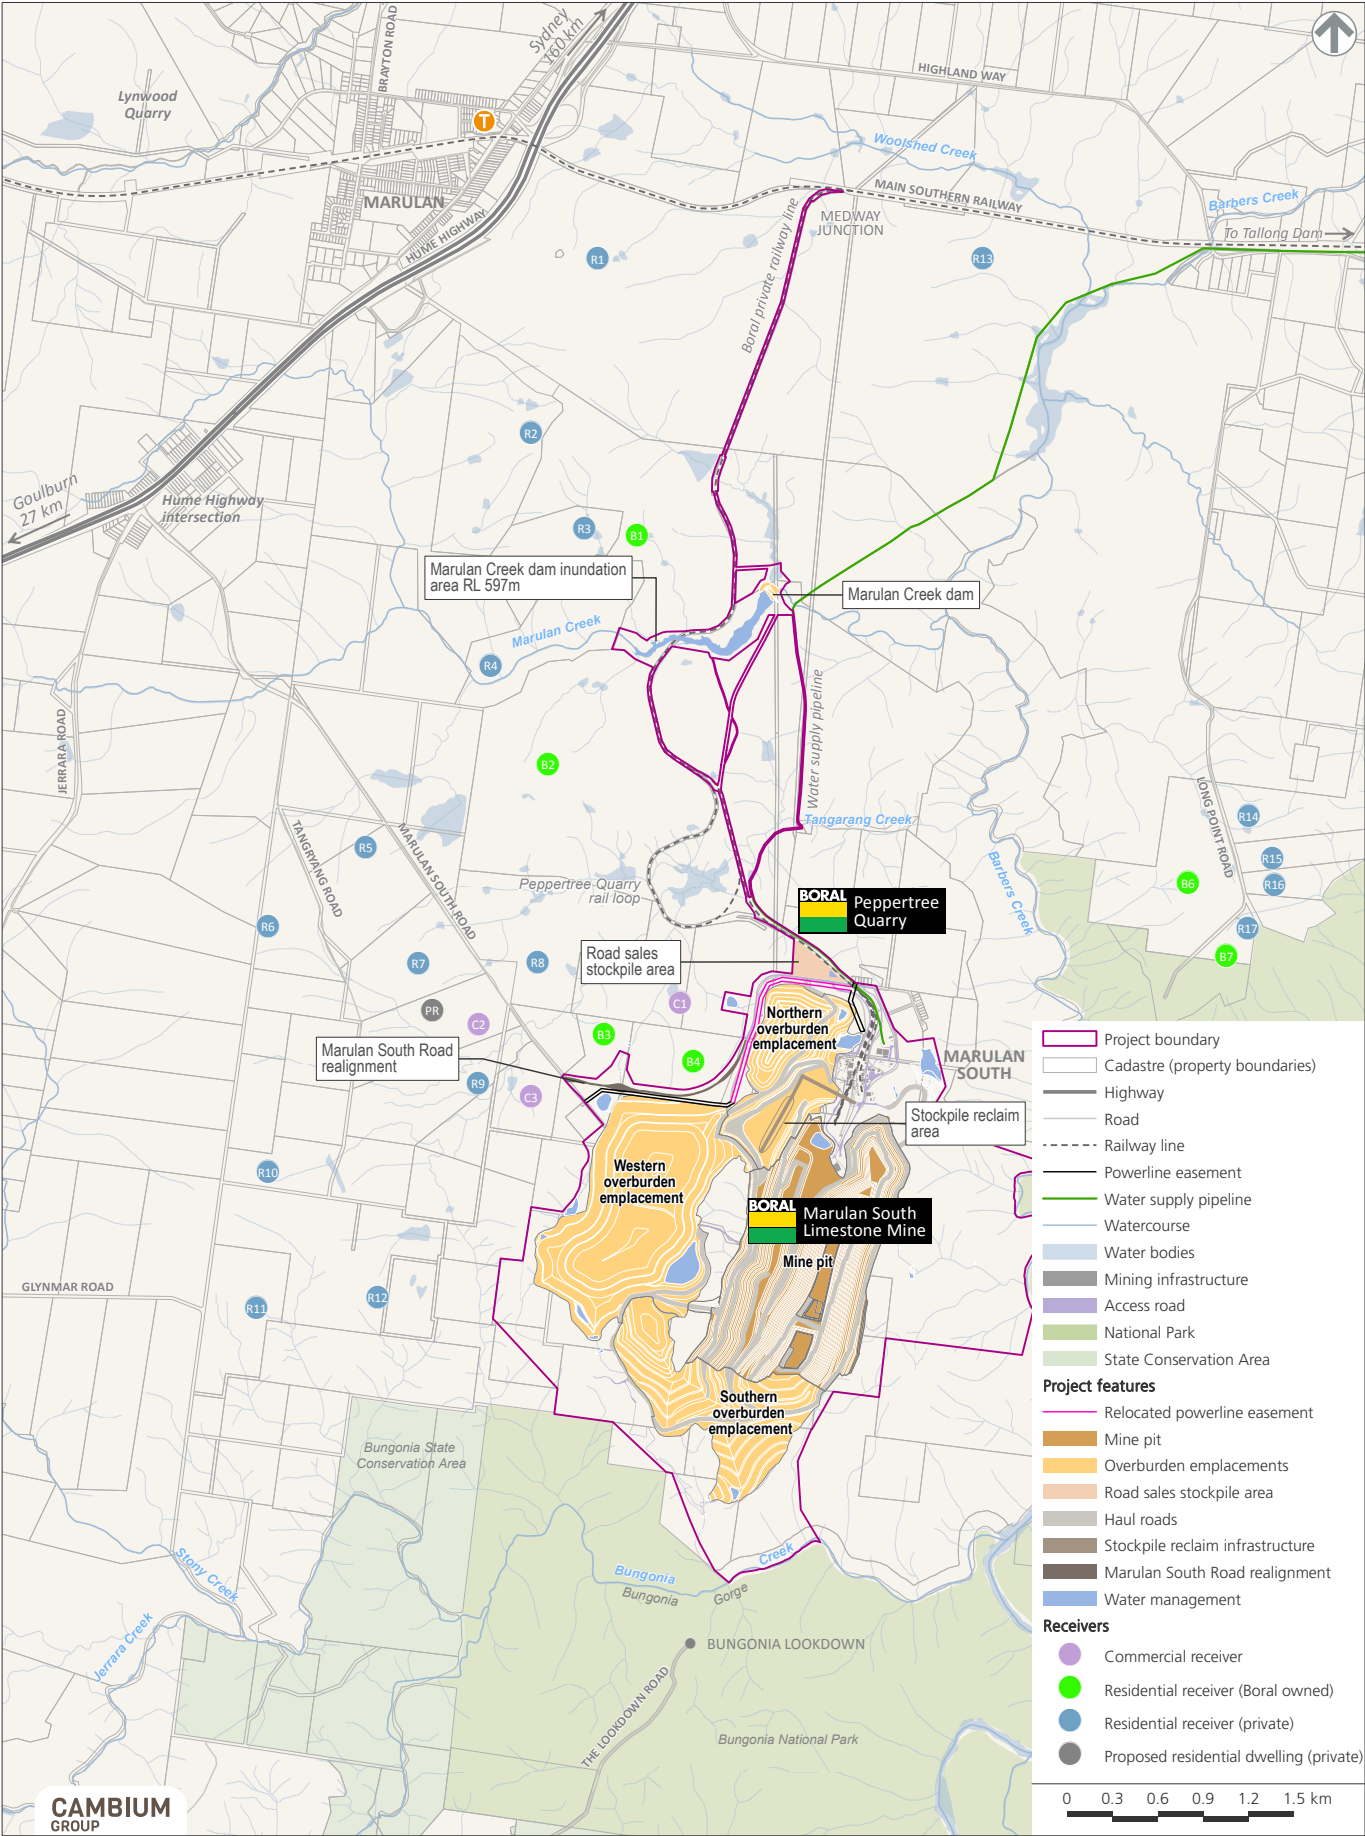 Sydney
160 km
BRAYTON ROAD
HIGHLAND WAY
Lynwood
Quarry
T
Woolshed Creek
MARULAN
MAIN SOUTHERN RAILWAY
Barbers Creek
MEDWAY
JUNCTION
To Tallong Dam
HUME HIGHWAY
R1
R13
Boral private railway line
R2
Goulburn
27 km
Hume Highway
intersection
R3
B1
Marulan Creek dam inundation
area RL 597m
Marulan Creek dam
Marulan Creek
R4
Water supply pipeline
JERRARA ROAD
B2
LONG POINT ROAD
R14
Tangarang Creek
TANGRYANG ROAD
MARULAN SOUTH ROAD
R5
Barbers Creek
R15
Peppertree Quarry
rail loop
B6
R16
BORAL
Peppertree
Quarry
R6
R17
B7
Road sales
stockpile area
R7
R8
C1
PR
C2
Northern
overburden
emplacement
B3
Marulan South Road
realignment
B4
MARULAN
SOUTH
R9
C3
Stockpile reclaim
area
R10
Western
overburden
emplacement
BORAL
Marulan South
Limestone Mine
Mine pit
GLYNMAR ROAD
R11
R12
Southern
overburden
emplacement
Bungonia State
Conservation Area
Stony Creek
Bungonia
Creek
Bungonia
Gorge
Jerrara Creek
BUNGONIA LOOKDOWN
THE LOOKDOWN ROAD
Bungonia National Park
Project boundary
Cadastre (property boundaries)
Highway
Road
Railway line
Powerline easement
Water supply pipeline
Watercourse
Water bodies
Mining infrastructure
Access road
National Park
State Conservation Area
Project features
Relocated powerline easement
Mine pit
Overburden emplacements
Road sales stockpile area
Haul roads
Stockpile reclaim infrastructure
Marulan South Road realignment
Water management
Receivers
Commercial receiver
Residential receiver (Boral owned)
Residential receiver (private)
Proposed residential dwelling (private)
0 0.3 0.6 0.9 1.2 1.5 km
CAMBIUM
GROUP